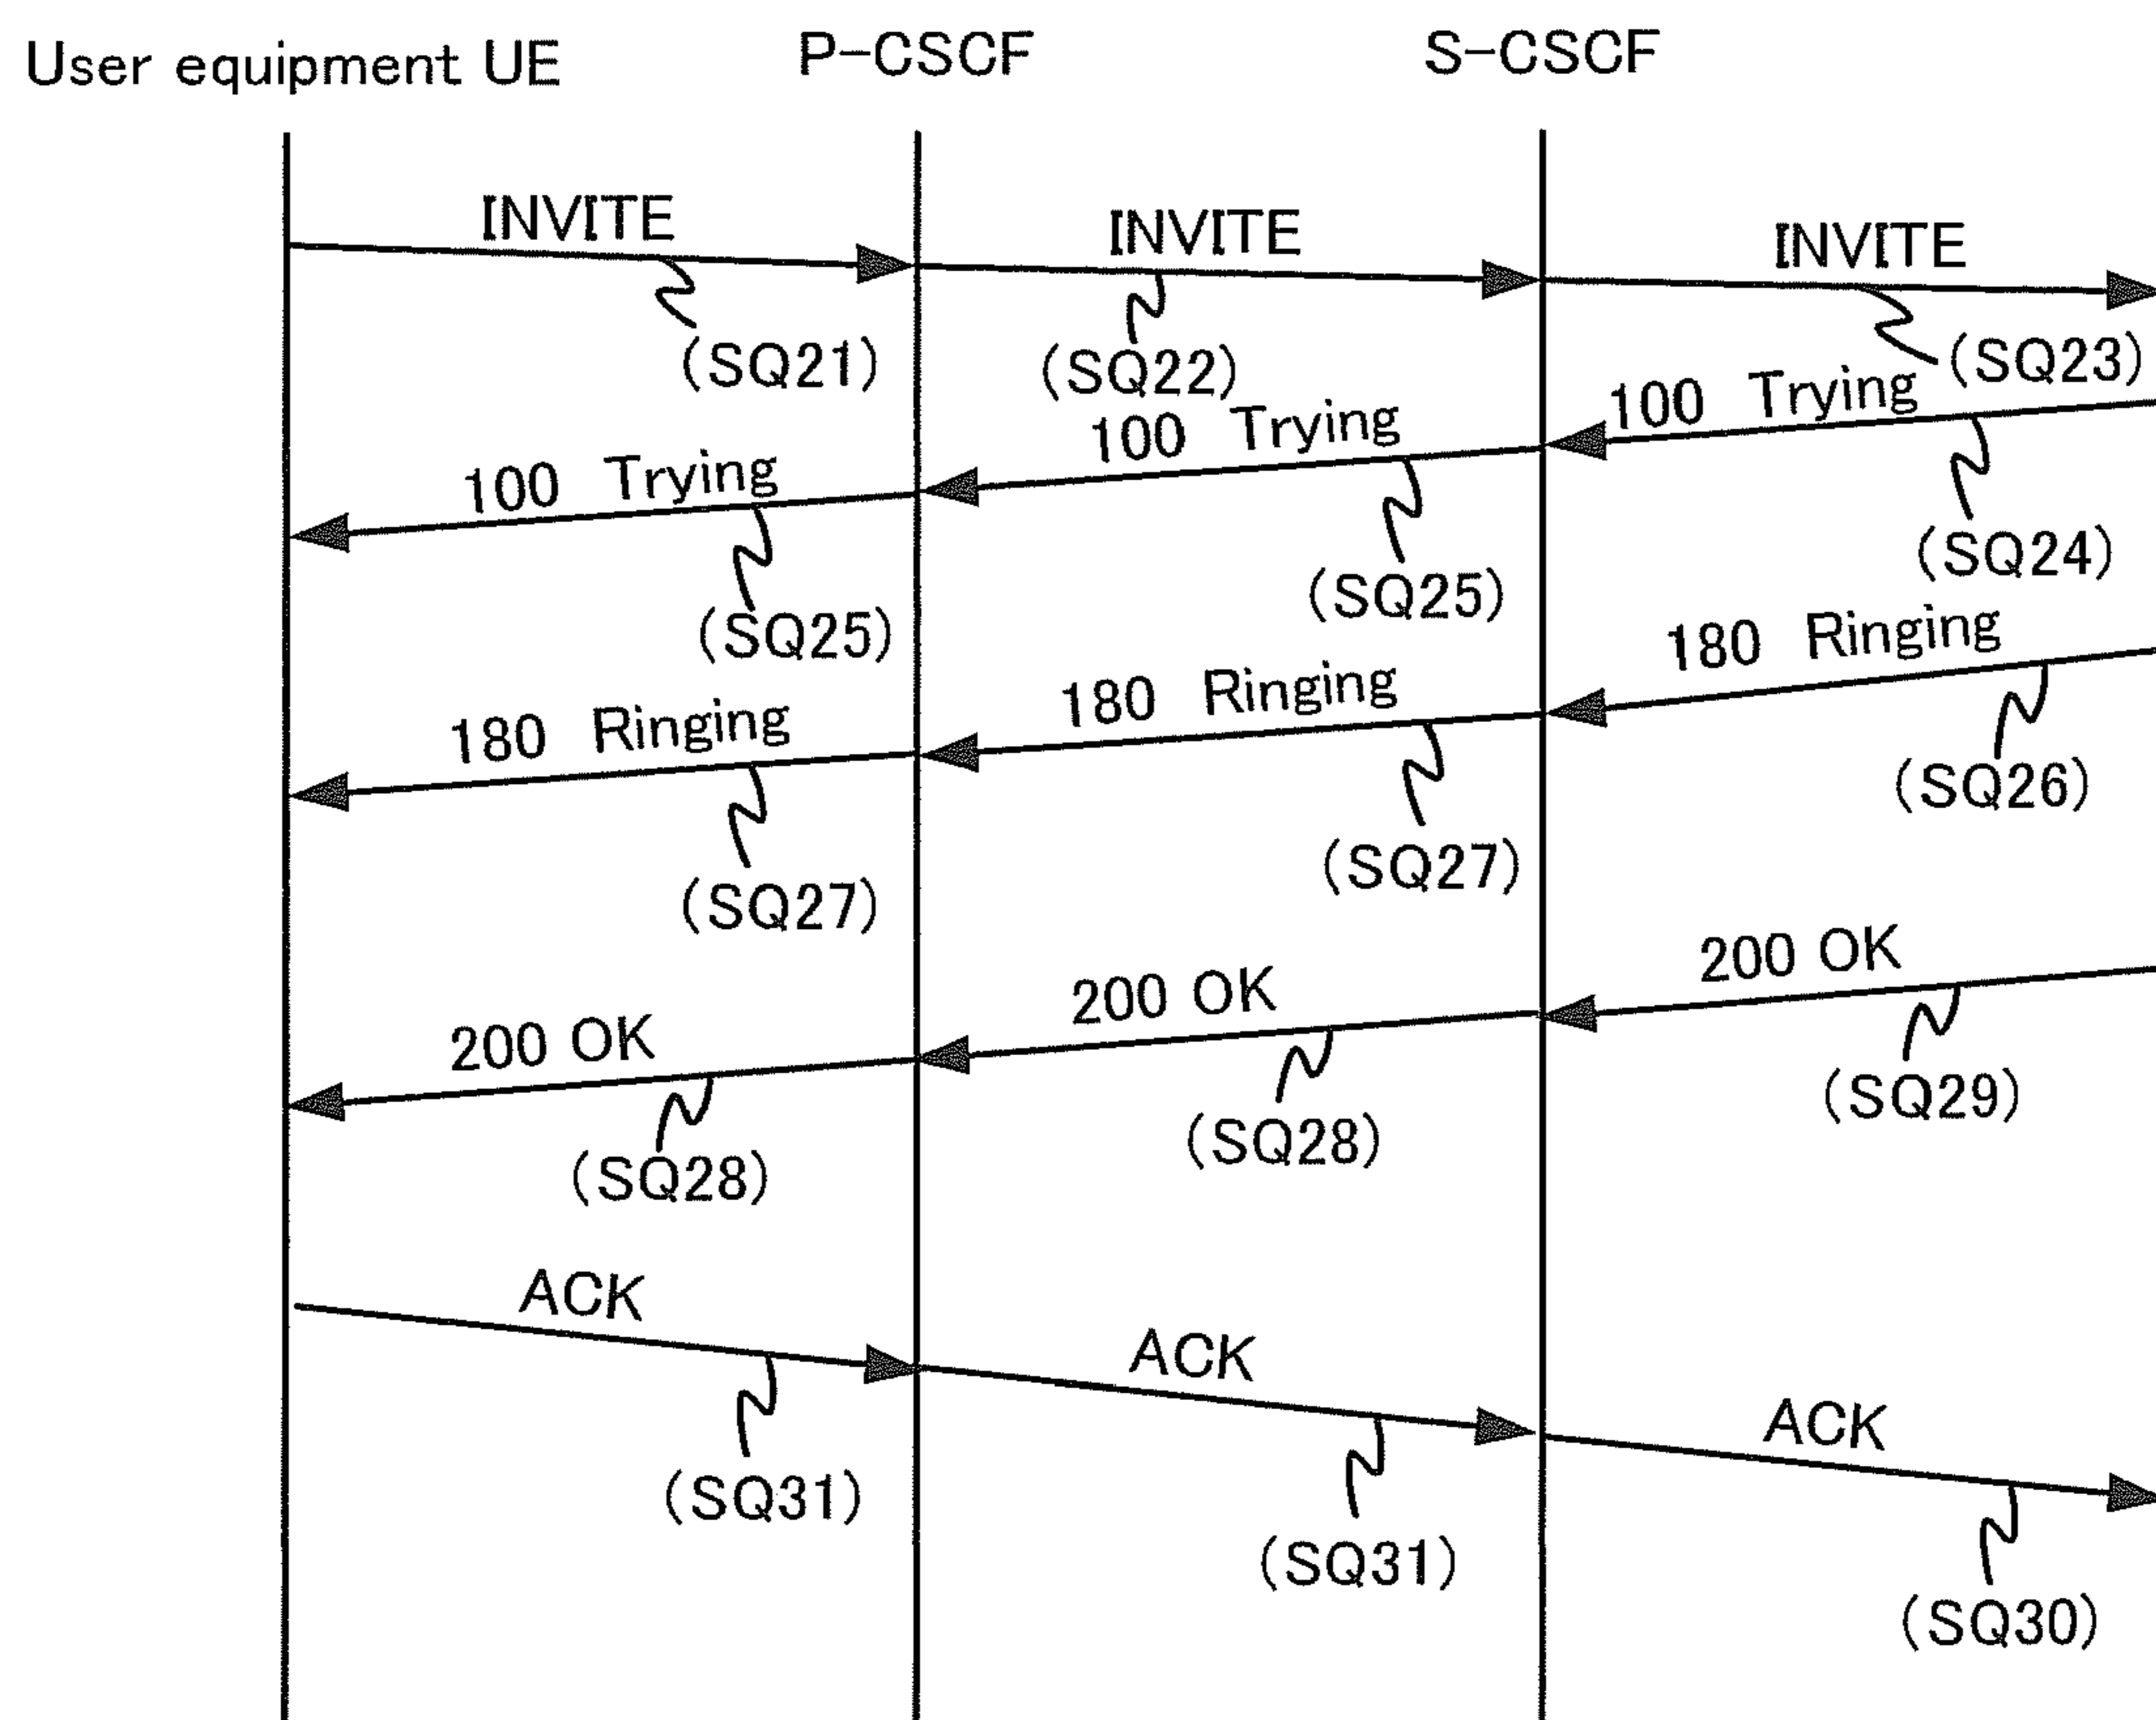 User equipment UE
P-CSCF
S-CSCF
INVITE
INVITE
INVITE
(SQ21)
(SQ22)
(SQ23)
100 Trying
100 Trying
100 Trying
(SQ25)
(SQ25)
(SQ24)
180 Ringing
180 Ringing
180 Ringing
(SQ27)
(SQ27)
(SQ26)
200 OK
200 OK
200 OK
(SQ28)
(SQ28)
(SQ29)
ACK
ACK
ACK
(SQ31)
(SQ31)
(SQ30)